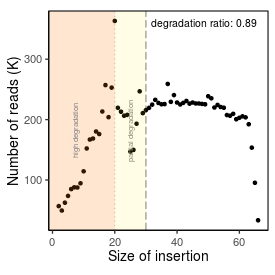 degradation ratio: 0.89
Number of reads (K)
300
200
100
high degradation
partial degradation
0
20
40
60
Size of insertion